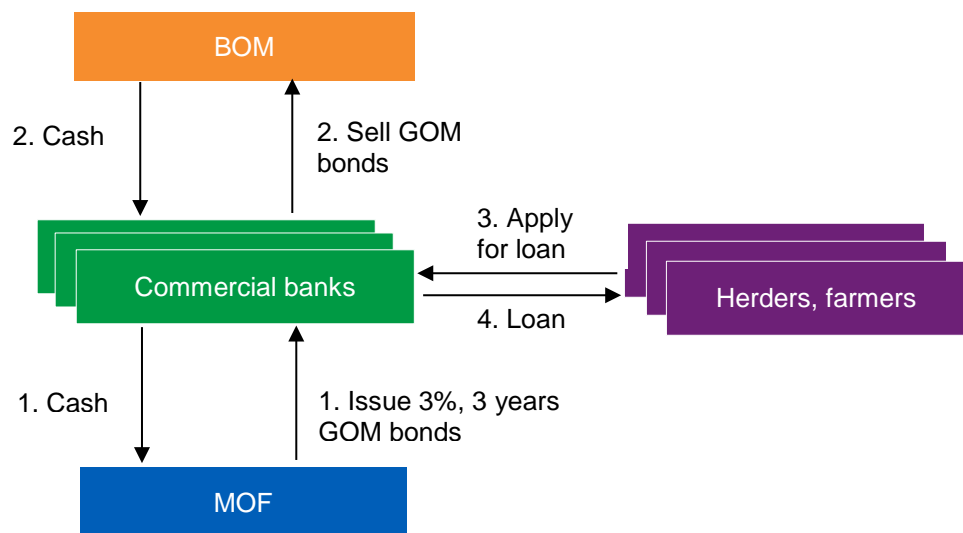 BOM
2. Cash
2. Sell GOM
bonds
3. Apply
for loan
Commercial banks
Herders, farmers
4. Loan
1. Cash
1. Issue 3%, 3 years
GOM bonds
MOF